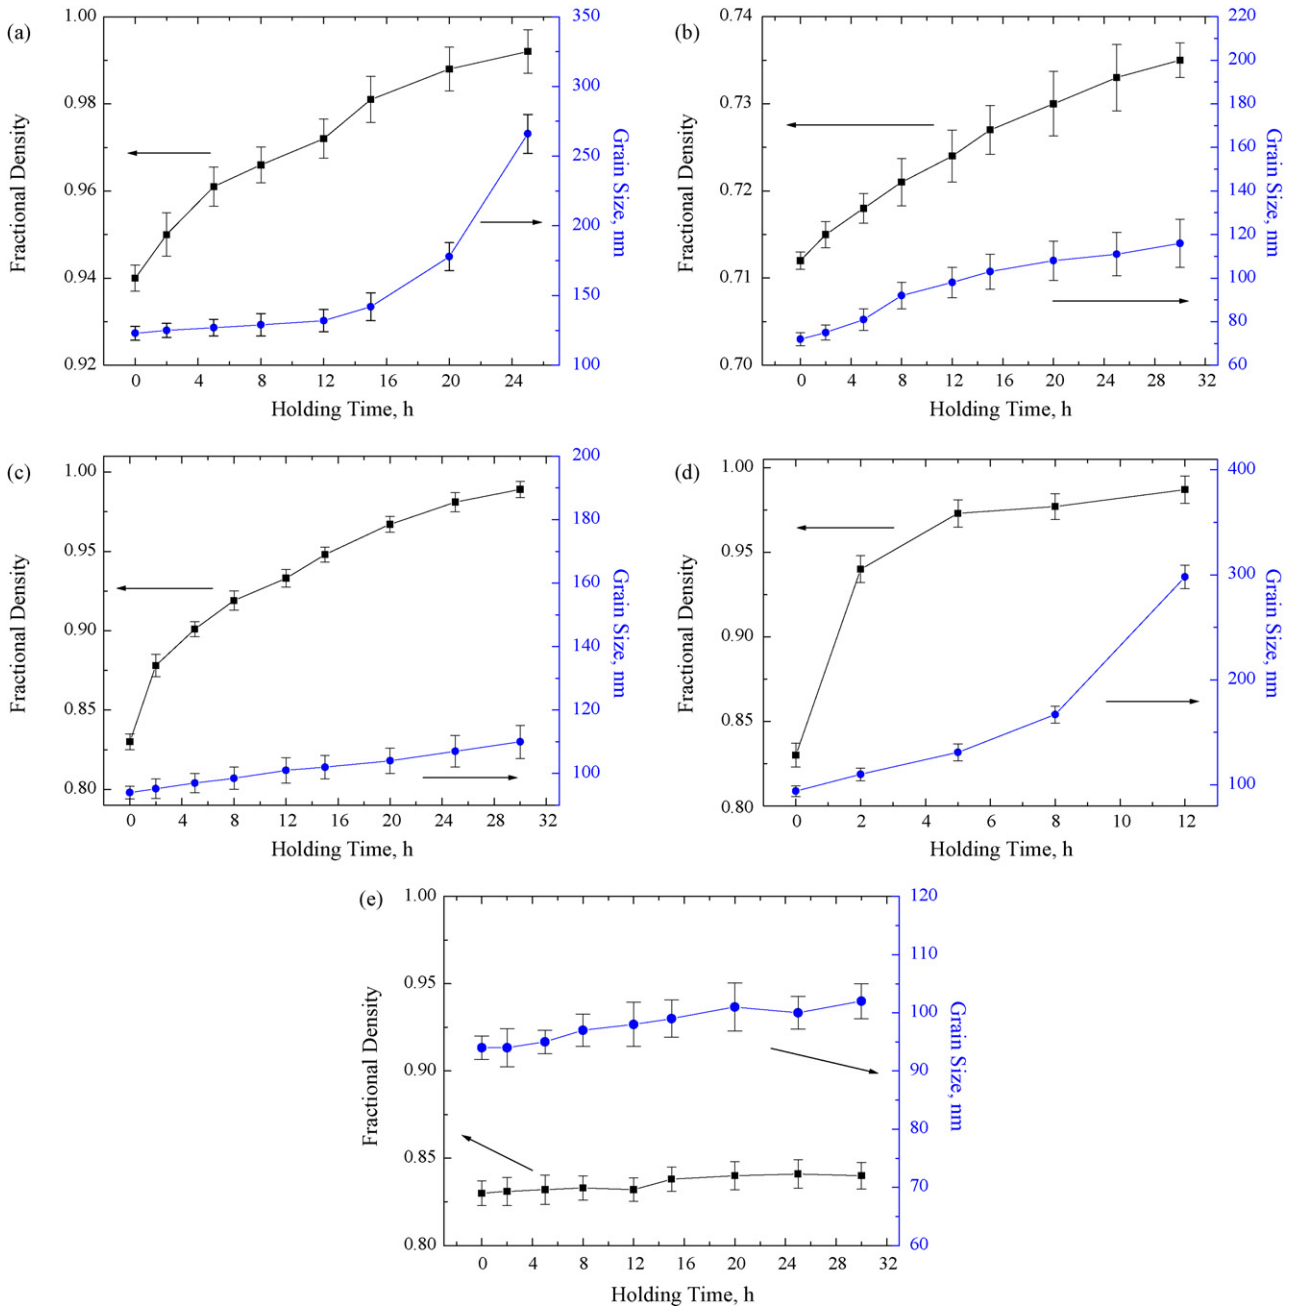 (a)
1.00
0.98
0.96
0.94
0.92
Fractional Density
350
300
250
200
150
100
Grain Size, nm
0 4 8 12 16 20 24
Holding Time, h
(b)
0.74
0.73
0.72
0.71
0.70
Fractional Density
220
200
180
160
140
120
100
80
60
Grain Size, nm
0 4 8 12 16 20 24 28 32
Holding Time, h
(c)
1.00
0.95
0.90
0.85
0.80
Fractional Density
200
190
180
160
140
110
100
90
Grain Size, nm
0 4 8 12 16 20 24 28 32
Holding Time, h
(d)
1.00
0.95
0.90
0.85
0.80
Fractional Density
400
300
200
100
Grain Size, nm
0 2 4 6 8 10 12
Holding Time, h
(e)
1.00
0.95
0.90
0.85
0.80
Fractional Density
120
110
100
90
80
70
60
Grain Size, nm
0 4 8 12 16 20 24 28 32
Holding Time, h